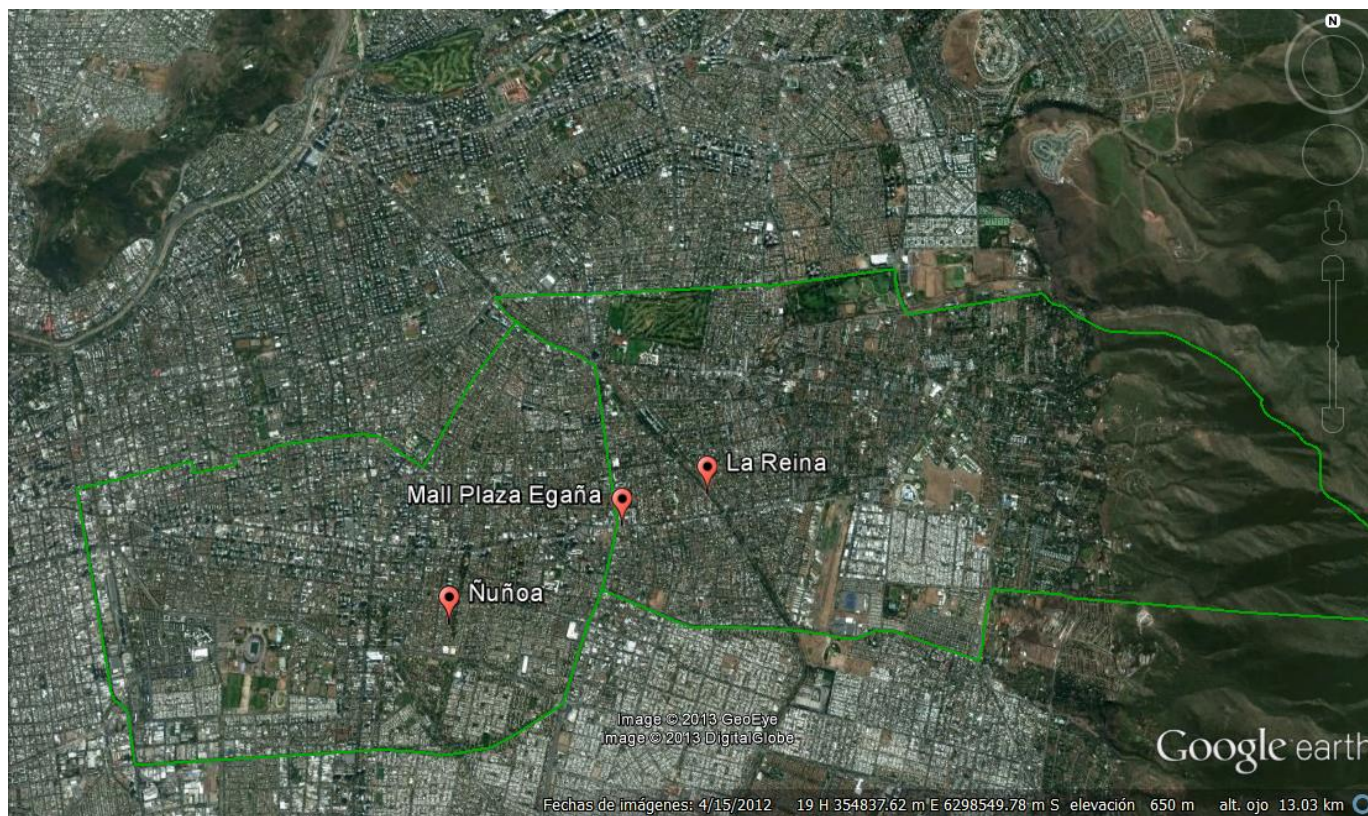 N
La Reina
Mall Plaza Egaña
Ñuñoa
Image © 2013 GeoEye
Image © 2013 DigitalGlobe
Google earth
Fechas de imágenes: 4/15/2012 19 H 354837.62 m E 6298549.78 m S elevación 650 m alt. ojo 13.03 km